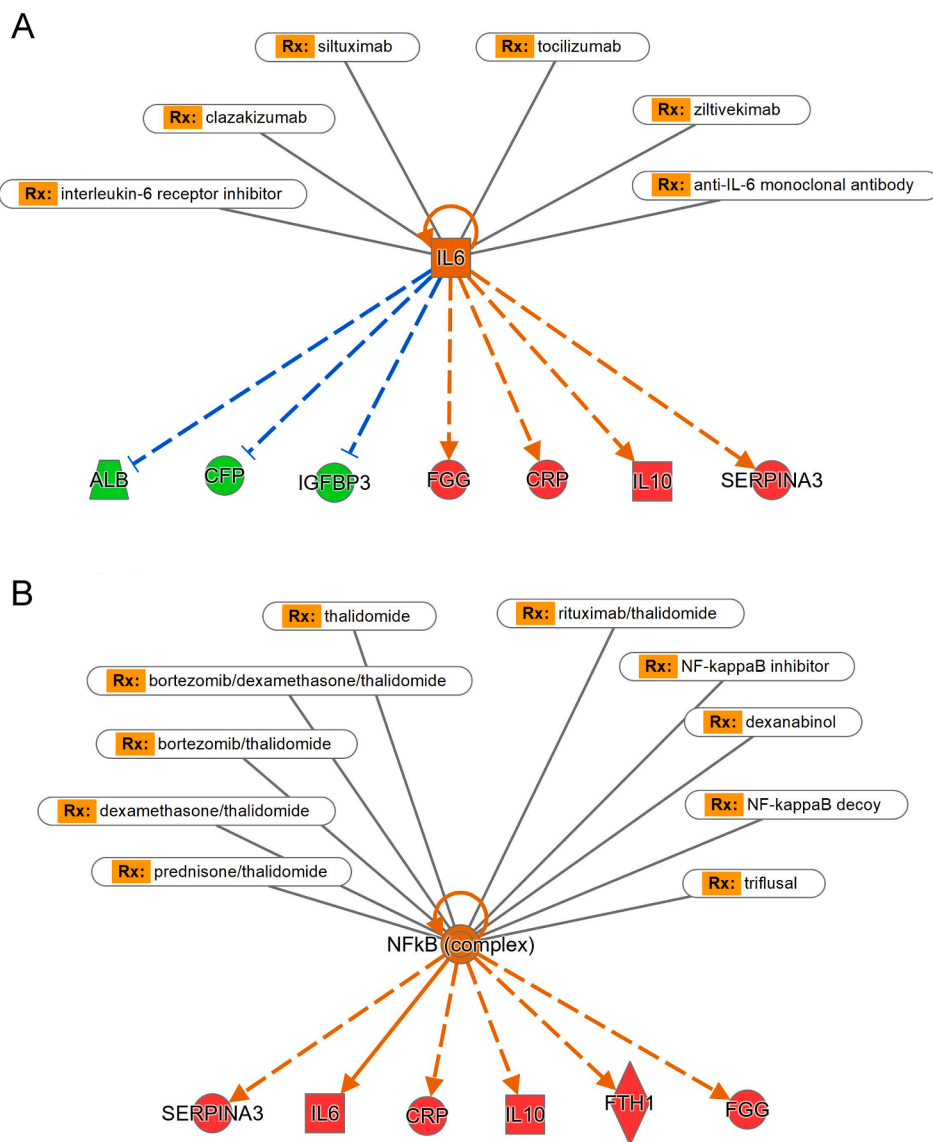 A
Rx: siltuximab
Rx: tocilizumab
Rx: clazakizumab
Rx: ziltivekimab
Rx: interleukin-6 receptor inhibitor
Rx: anti-IL-6 monoclonal antibody
IL6
ALB
CFP
IGFBP3
FGG
CRP
IL10
SERPINA3
B
Rx: thalidomide
Rx: rituximab/thalidomide
Rx: bortezomib/dexamethasone/thalidomide
Rx: NF-kappaB inhibitor
Rx: dexanabinol
Rx: bortezomib/thalidomide
Rx: dexamethasone/thalidomide
Rx: NF-kappaB decoy
Rx: prednisone/thalidomide
Rx: triflusal
NFkB (complex)
SERPINA3
IL6
CRP
IL10
FTH1
FGG